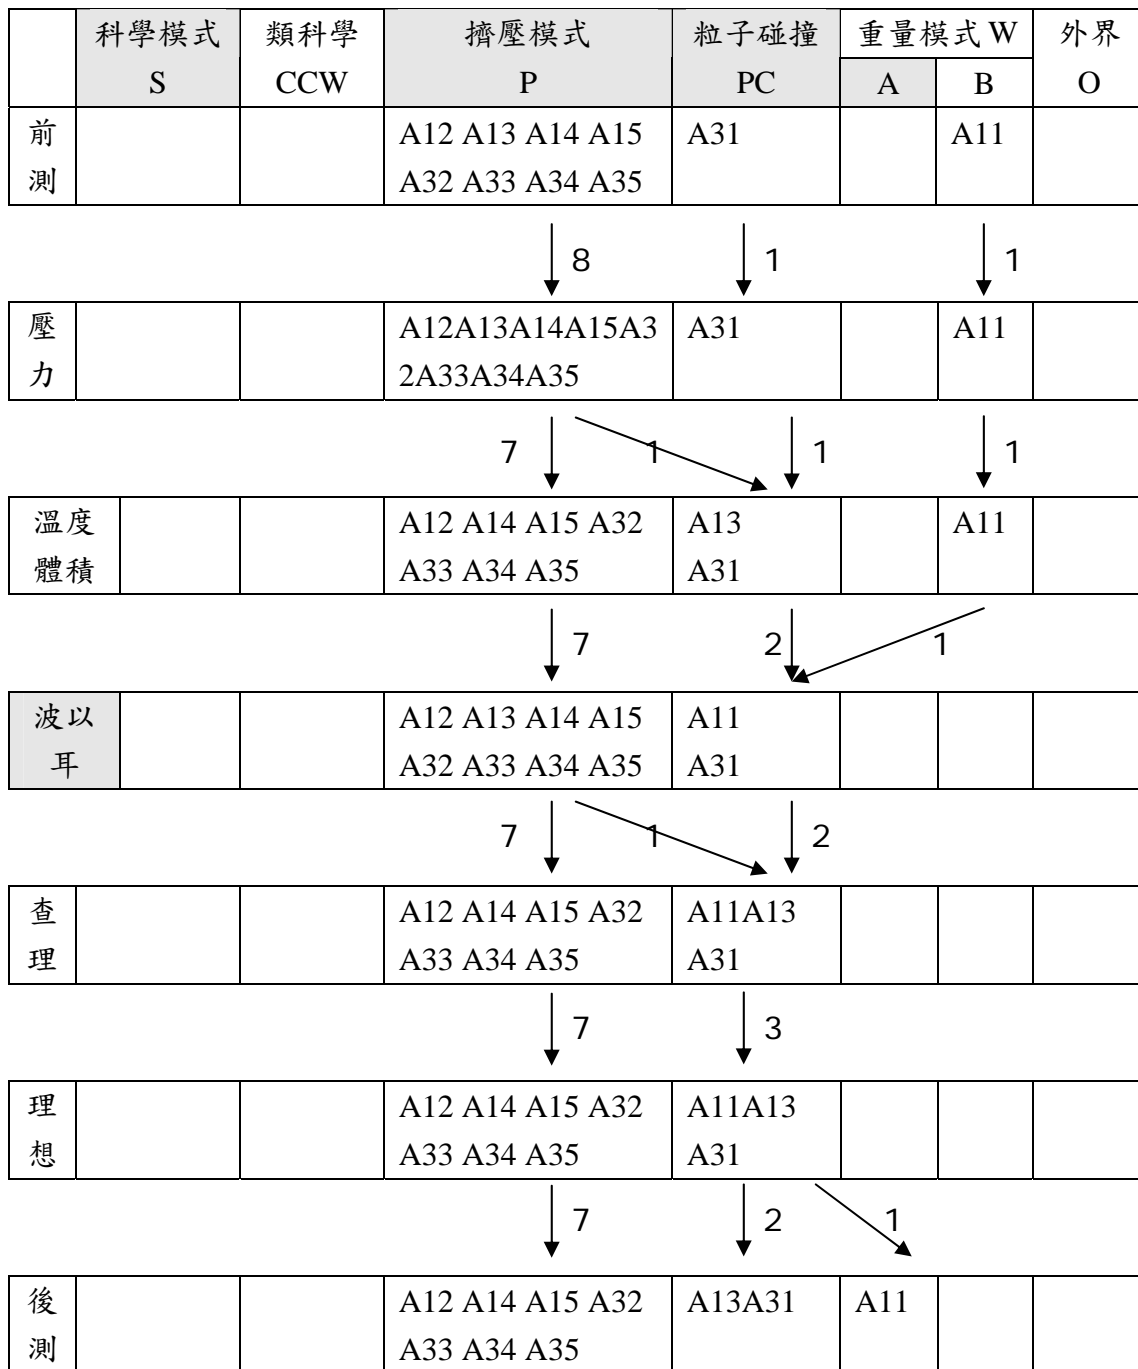 科學模式 類科學 擠壓模式 粒子碰撞 重量模式 W 外界
S CCW P PC A B O
前 A12 A13 A14 A15 A31 A11
測 A32 A33 A34 A35
8 1 1
壓 A12A13A14A15A3 A31 A11
力 2A33A34A35
7 1 1 1
溫度 A12 A14 A15 A32 A13 A11
體積 A33 A34 A35 A31
7 2 1
波以 A12 A13 A14 A15 A11
耳 A32 A33 A34 A35 A31
7 1 2
查 A12 A14 A15 A32 A11A13
理 A33 A34 A35 A31
7 3
理 A12 A14 A15 A32 A11A13
想 A33 A34 A35 A31
7 2 1
後 A12 A14 A15 A32 A13A31 A11
測 A33 A34 A35